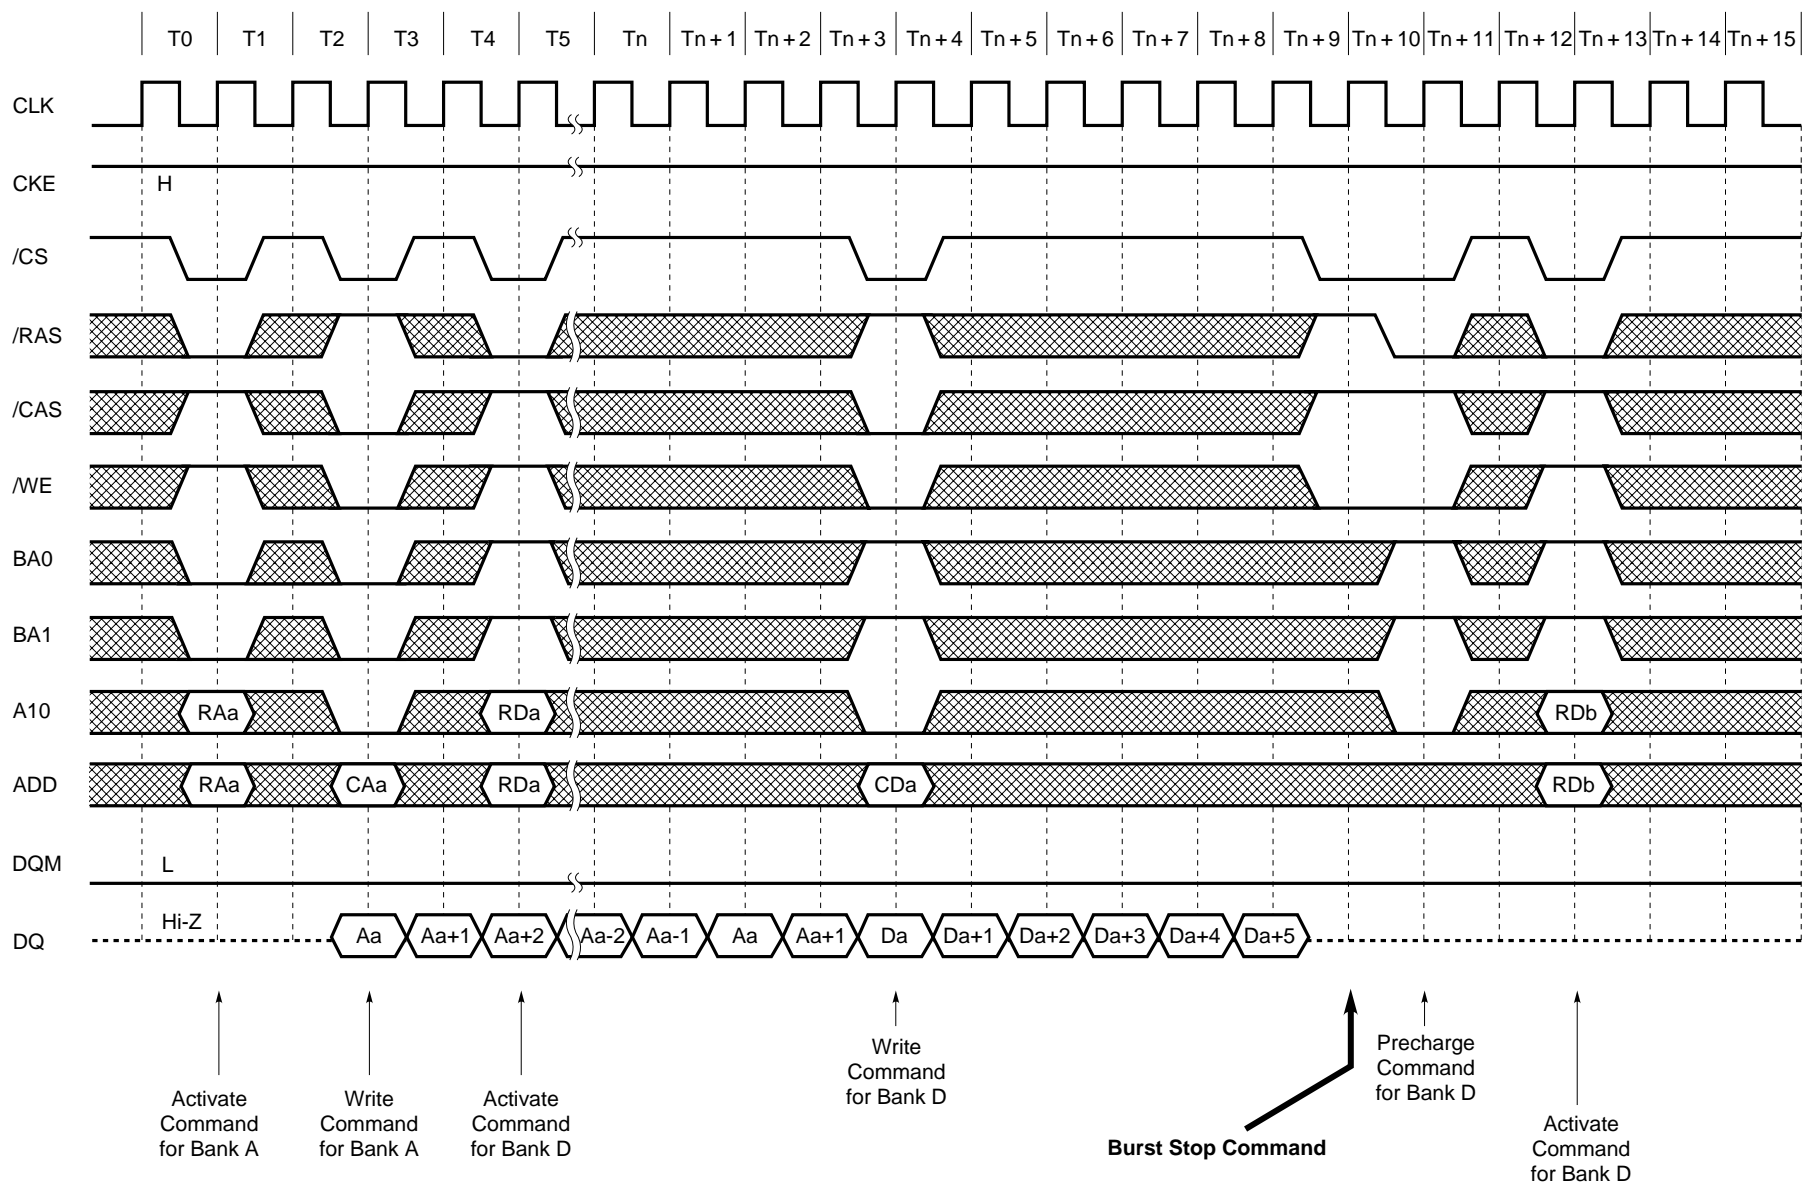 T0 T1 T2 T3 T4 T5 Tn Tn + 1 Tn + 2 Tn + 3 Tn + 4 Tn + 5 Tn + 6 Tn + 7 Tn + 8 Tn + 9 Tn + 10 Tn + 11 Tn + 12 Tn + 13 Tn + 14 Tn + 15
CLK
CKE H
/CS
/RAS
/CAS
/WE
BA0
BA1
A10 RAa RDa RDb
ADD RAa CAa RDa CDa RDb
DQM L
Hi-Z
DQ Aa Aa+1 Aa+2 Aa-2 Aa-1 Aa Aa+1 Da Da+1 Da+2 Da+3 Da+4 Da+5
Activate
Command
for Bank A
Write
Command
for Bank A
Activate
Command
for Bank D
Write
Command
for Bank D
Burst Stop Command
Precharge
Command
for Bank D
Activate
Command
for Bank D